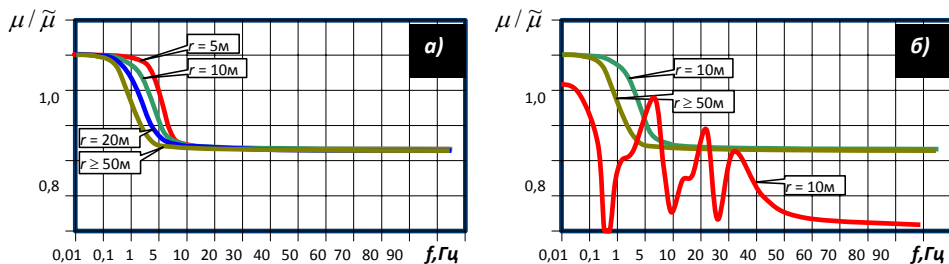 μ / μ̃
а)
r = 5м
r = 10м
1,0
r = 20м
r ≥ 50м
0,8
0,01 0,1 1 5 10 20 30 40 50 60 70 80 90 f,Гц
μ / μ̃
б)
r = 10м
r ≥ 50м
1,0
0,8
r = 10м
0,01 0,1 1 5 10 20 30 40 50 60 70 80 90 f,Гц